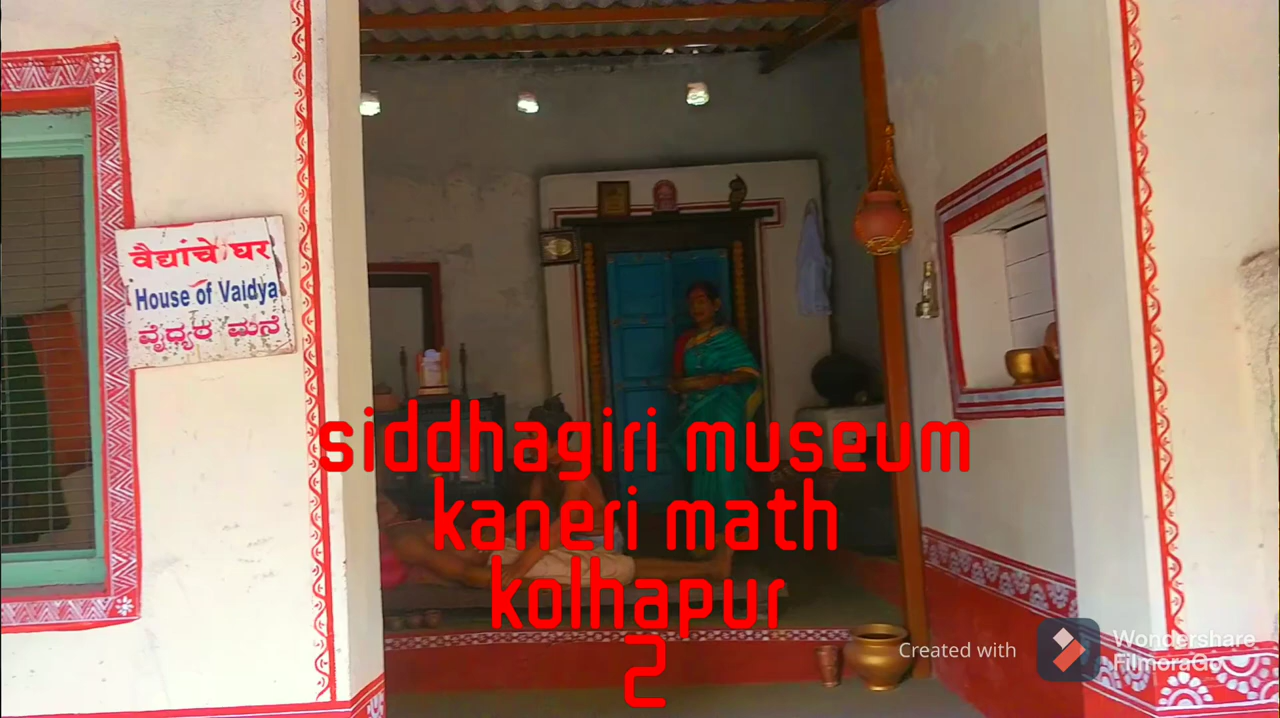 वैद्यांचे घर
House of Vaidya
ವೈಧ್ಯರ ಮನೆ
siddhagiri museum
kaneri math
kolhapur
2
Created with
Wondershare
FilmoraGo